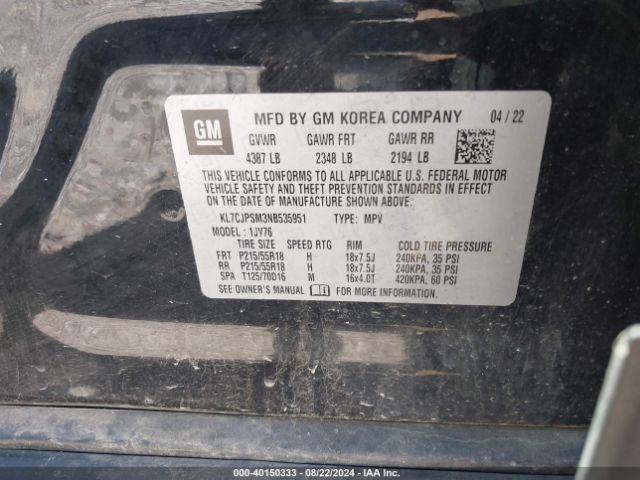 GM
MFD BY GM KOREA COMPANY 04 / 22
GVWR GAWR FRT GAWR RR
4387 LB 2348 LB 2194 LB
THIS VEHICLE CONFORMS TO ALL APPLICABLE U.S. FEDERAL MOTOR
VEHICLE SAFETY AND THEFT PREVENTION STANDARDS IN EFFECT
ON THE DATE OF MANUFACTURE SHOWN ABOVE.
KL7CJPSM3NB535951 TYPE: MPV
MODEL: 1JY76
TIRE SIZE SPEED RTG RIM COLD TIRE PRESSURE
FRT P215/55R18 H 18x7.5J 240KPA, 35 PSI
RR P215/55R18 H 18x7.5J 240KPA, 35 PSI
SPA T125/70D16 M 16x4.0T 420KPA, 60 PSI
SEE OWNER'S MANUAL FOR MORE INFORMATION.
000-40150333 - 08/22/2024 - IAA Inc.